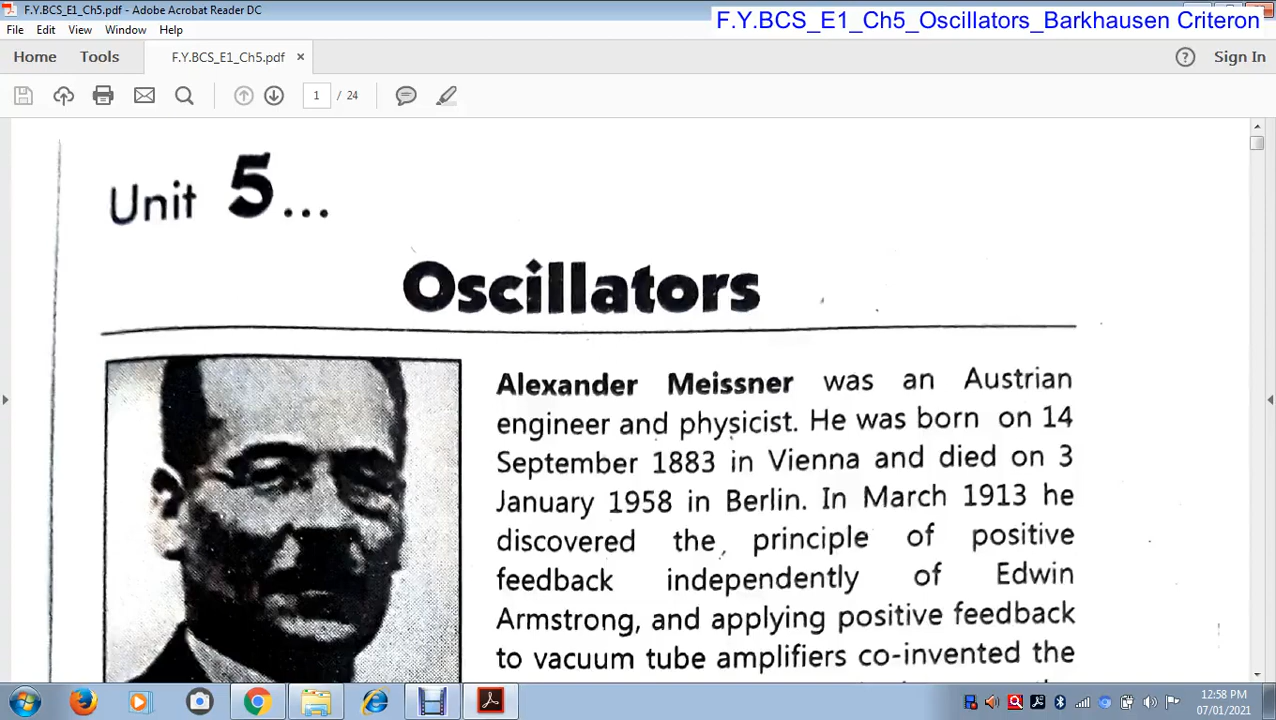 F.Y.BCS_E1_Ch5.pdf - Adobe Acrobat Reader DC
F.Y.BCS_E1_Ch5_Oscillators_Barkhausen Criteron
File Edit View Window Help
Home Tools F.Y.BCS_E1_Ch5.pdf × ? Sign In
1 / 24
Unit 5...
Oscillators
Alexander Meissner was an Austrian
engineer and physicist. He was born on 14
September 1883 in Vienna and died on 3
January 1958 in Berlin. In March 1913 he
discovered the principle of positive
feedback independently of Edwin
Armstrong, and applying positive feedback
to vacuum tube amplifiers co-invented the
12:58 PM
07/01/2021